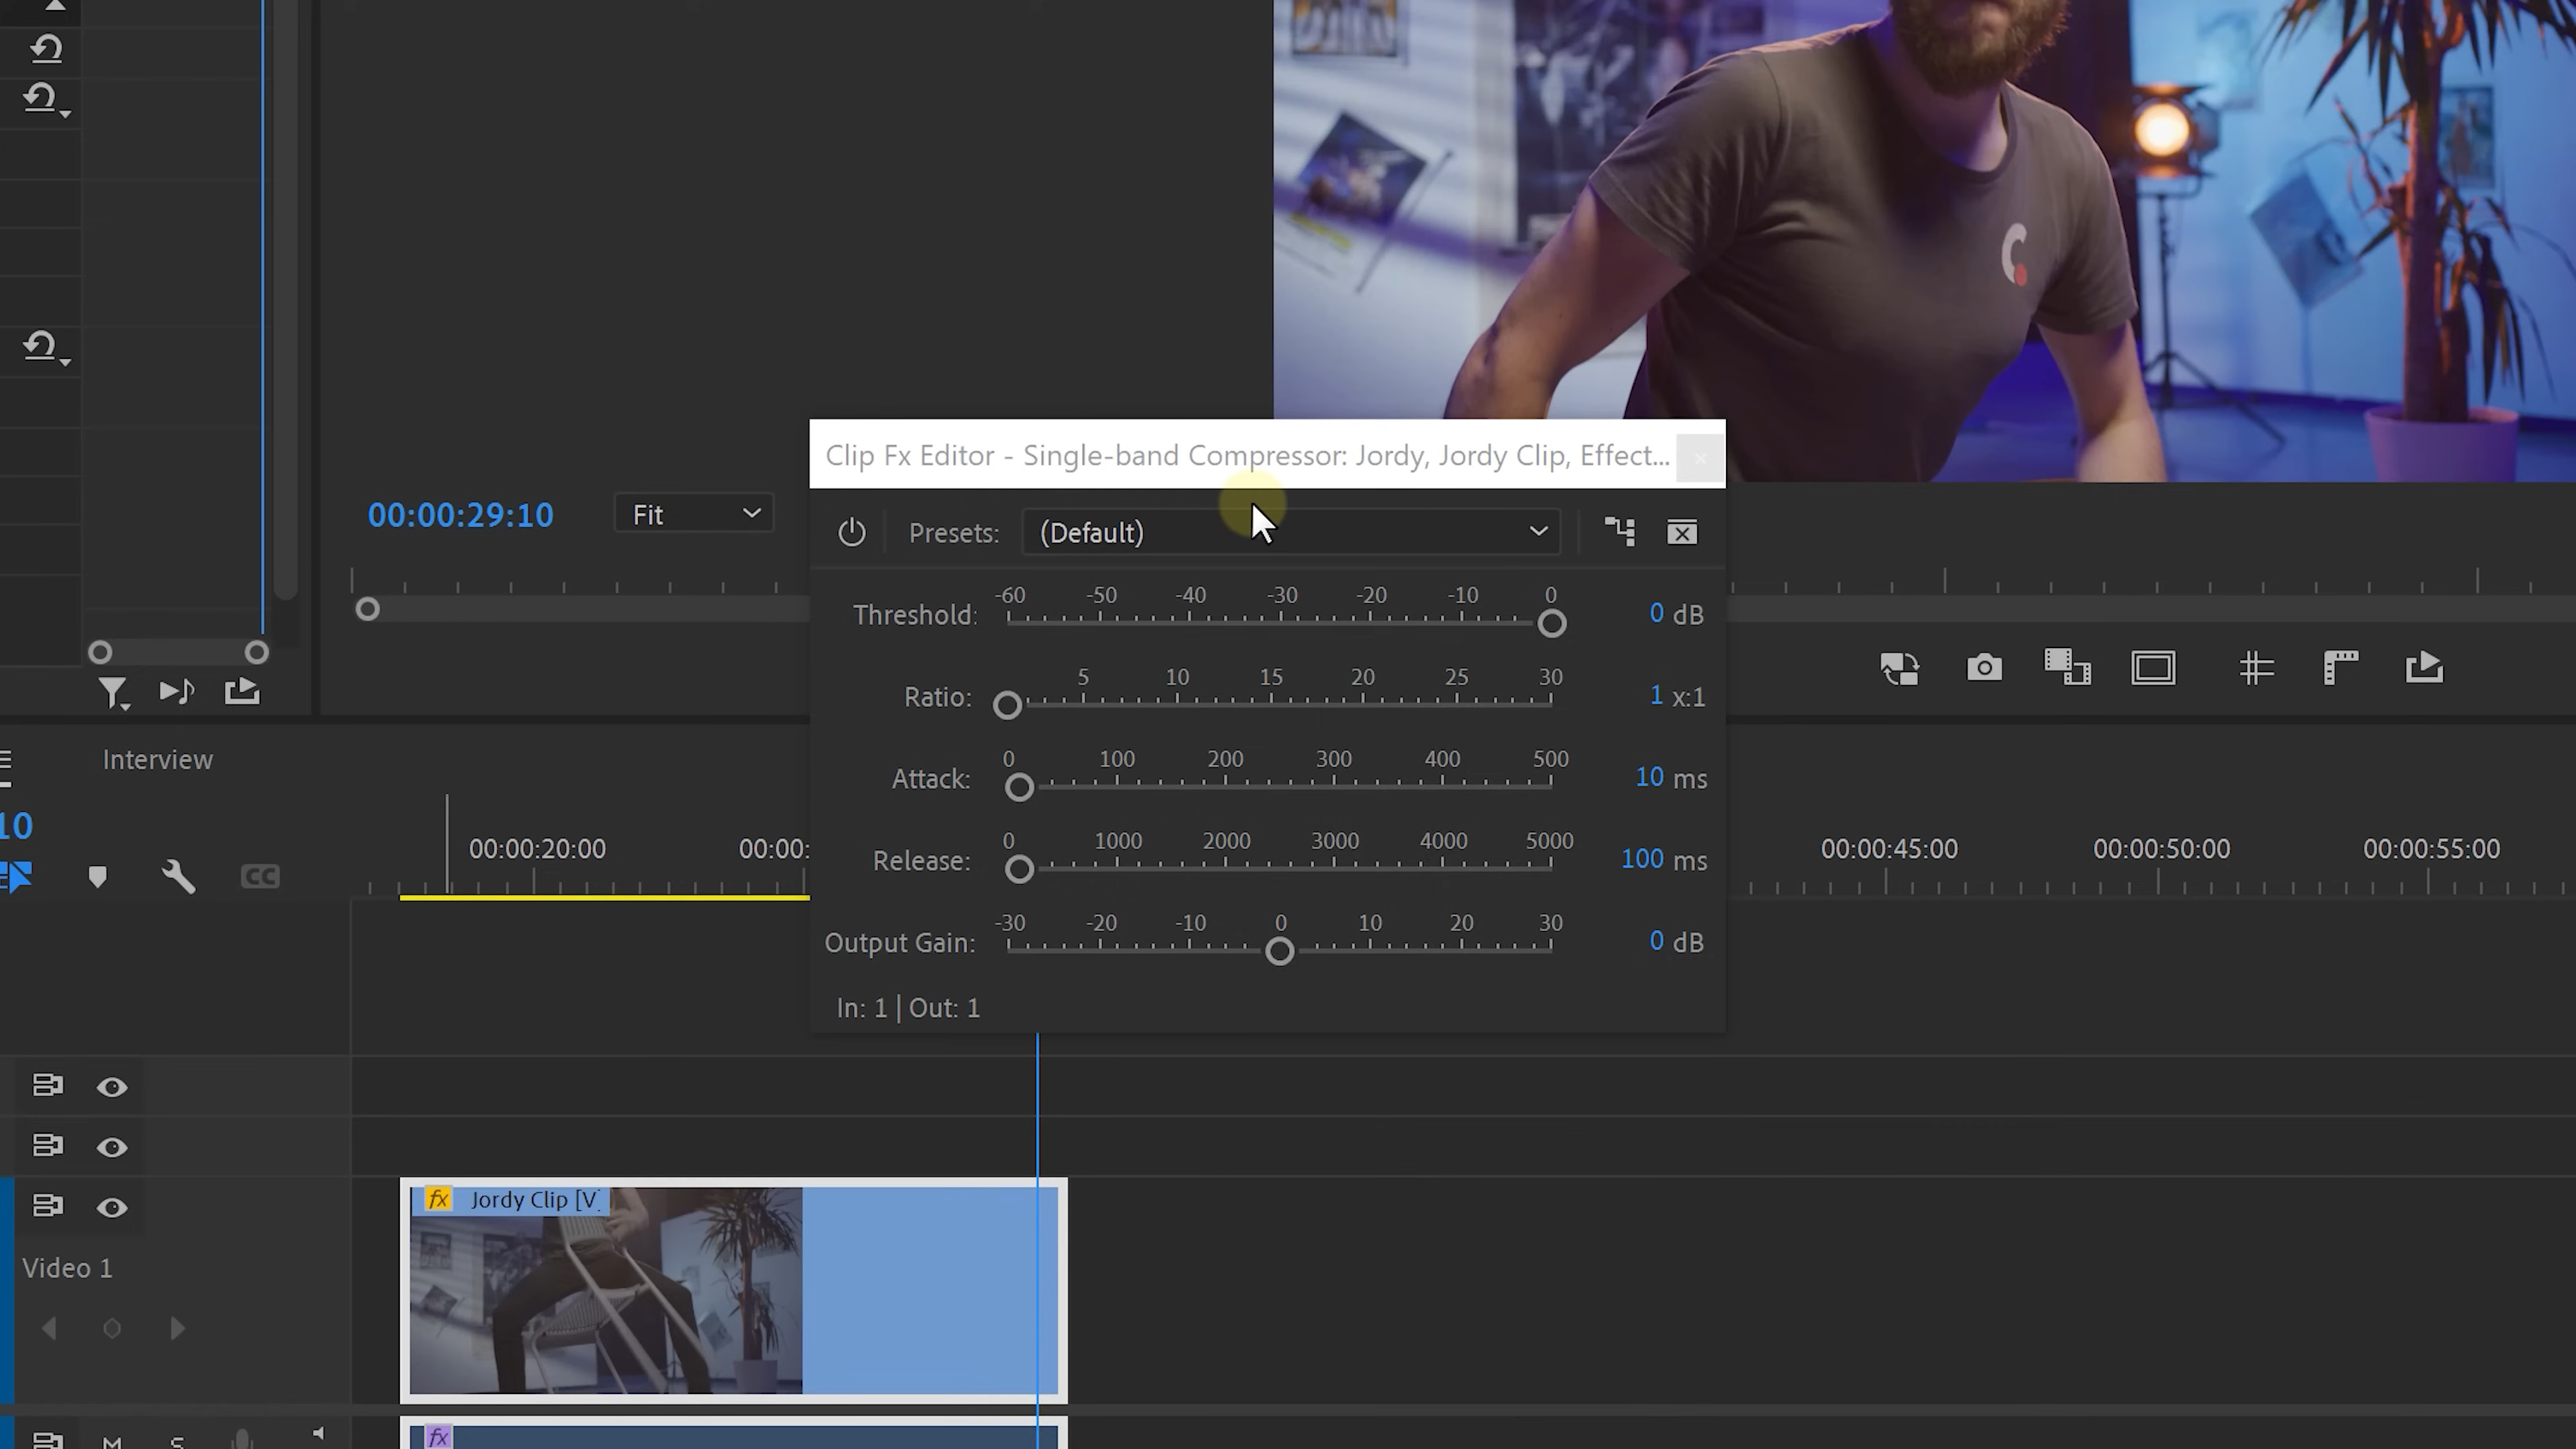 Clip Fx Editor - Single-band Compressor: Jordy, Jordy Clip, Effect...
00:00:29:10
Fit
Presets:
(Default)
-60 -50 -40 -30 -20 -10 0
Threshold:
0 dB
5 10 15 20 25 30
Ratio:
1 x:1
0 100 200 300 400 500
Attack:
10 ms
0 1000 2000 3000 4000 5000
Release:
100 ms
-30 -20 -10 0 10 20 30
Output Gain:
0 dB
In: 1 | Out: 1
Interview
10
00:00:20:00
00:00:
00:00:45:00
00:00:50:00
00:00:55:00
CC
fx Jordy Clip [V]
Video 1
M S
fx
C.